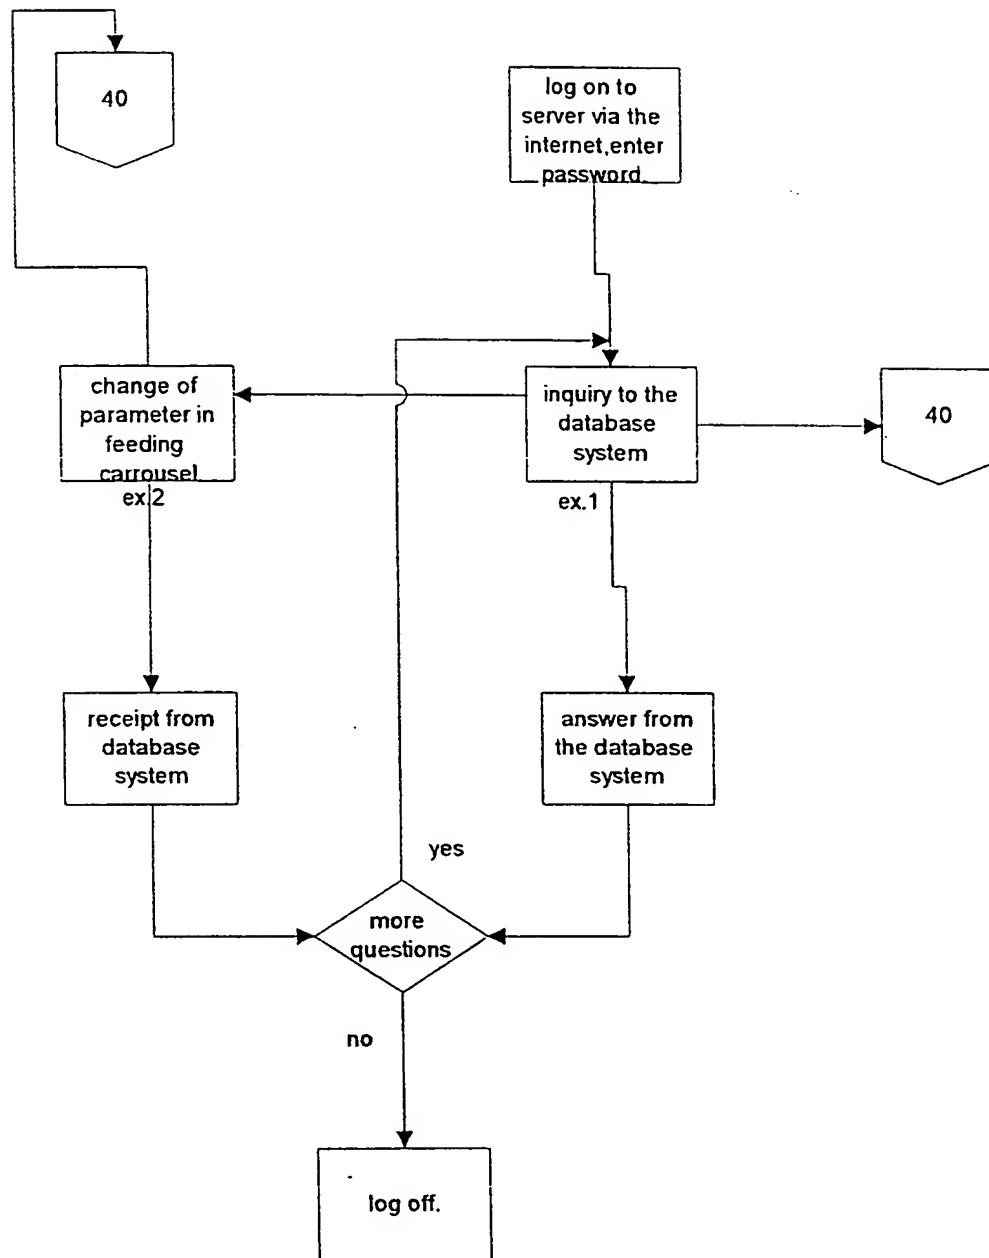 40
log on to
server via the
internet,enter
password.
change of
parameter in
feeding
carrousel
ex.2
inquiry to the
database
system
ex.1
40
receipt from
database
system
answer from
the database
system
yes
more
questions
no
log off.